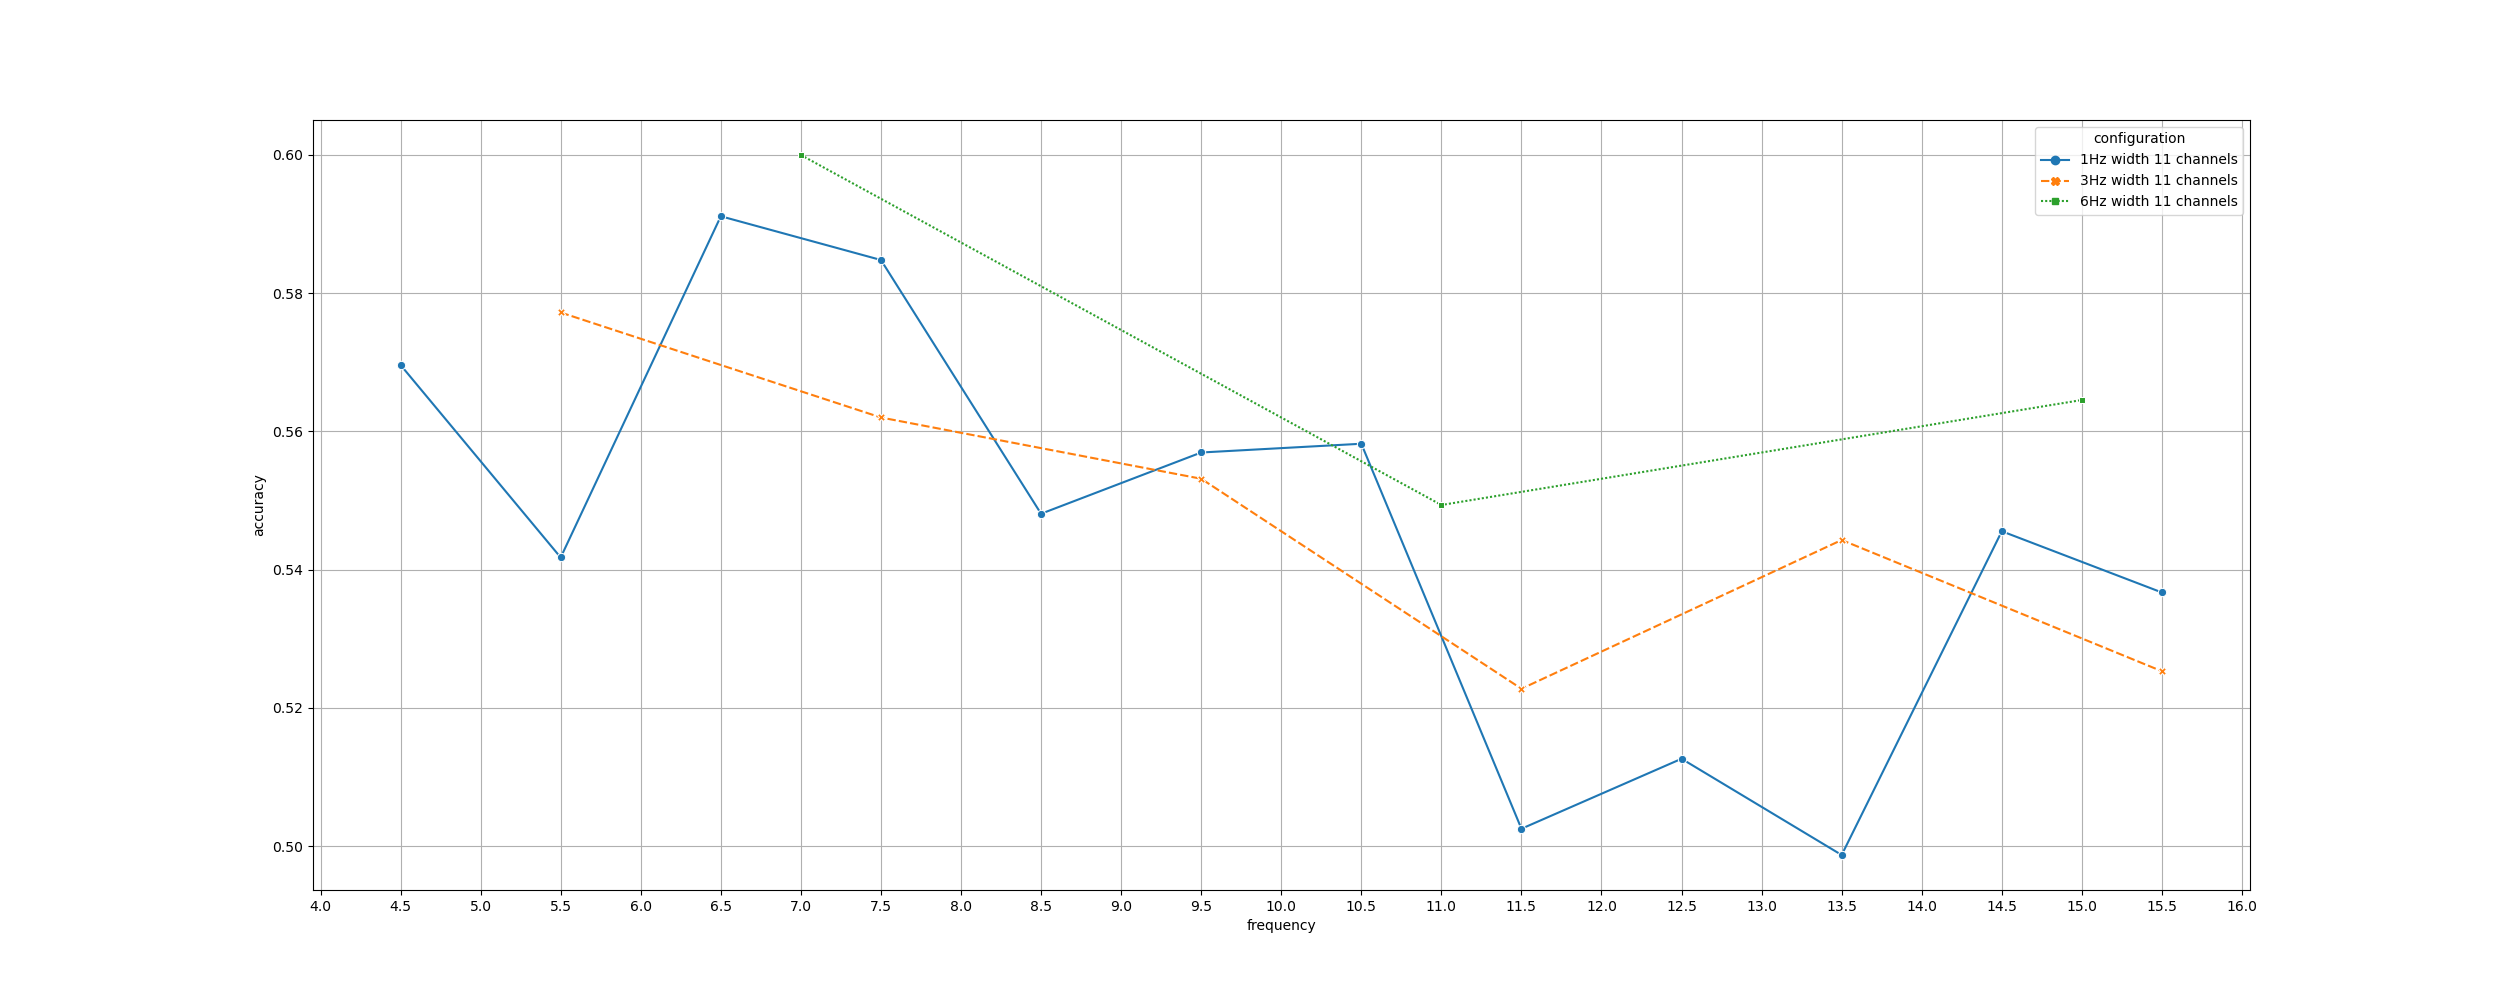 configuration
1Hz width 11 channels
3Hz width 11 channels
6Hz width 11 channels
accuracy
0.60
0.58
0.56
0.54
0.52
0.50
4.0 4.5 5.0 5.5 6.0 6.5 7.0 7.5 8.0 8.5 9.0 9.5 10.0 10.5 11.0 11.5 12.0 12.5 13.0 13.5 14.0 14.5 15.0 15.5 16.0
frequency